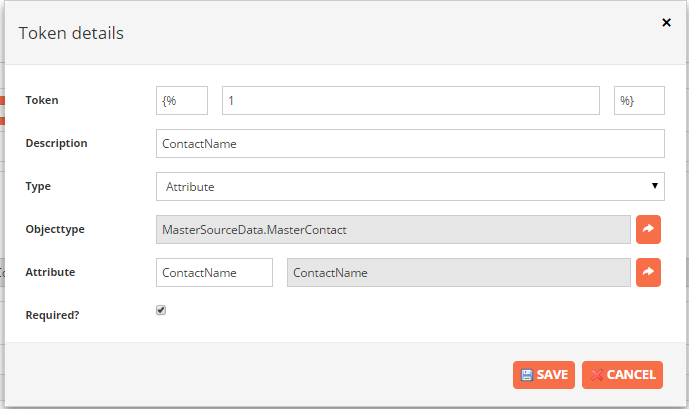 Token details ×
Token {% 1 %}
Description ContactName
Type Attribute
Objecttype MasterSourceData.MasterContact
Attribute ContactName ContactName
Required?
SAVE CANCEL